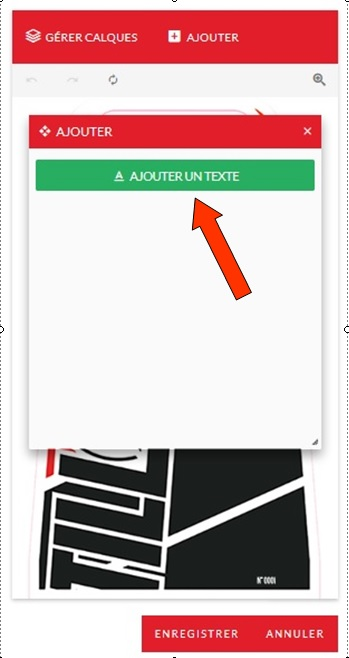 GÉRER CALQUES
AJOUTER
AJOUTER
AJOUTER UN TEXTE
N° 0001
ENREGISTRER
ANNULER